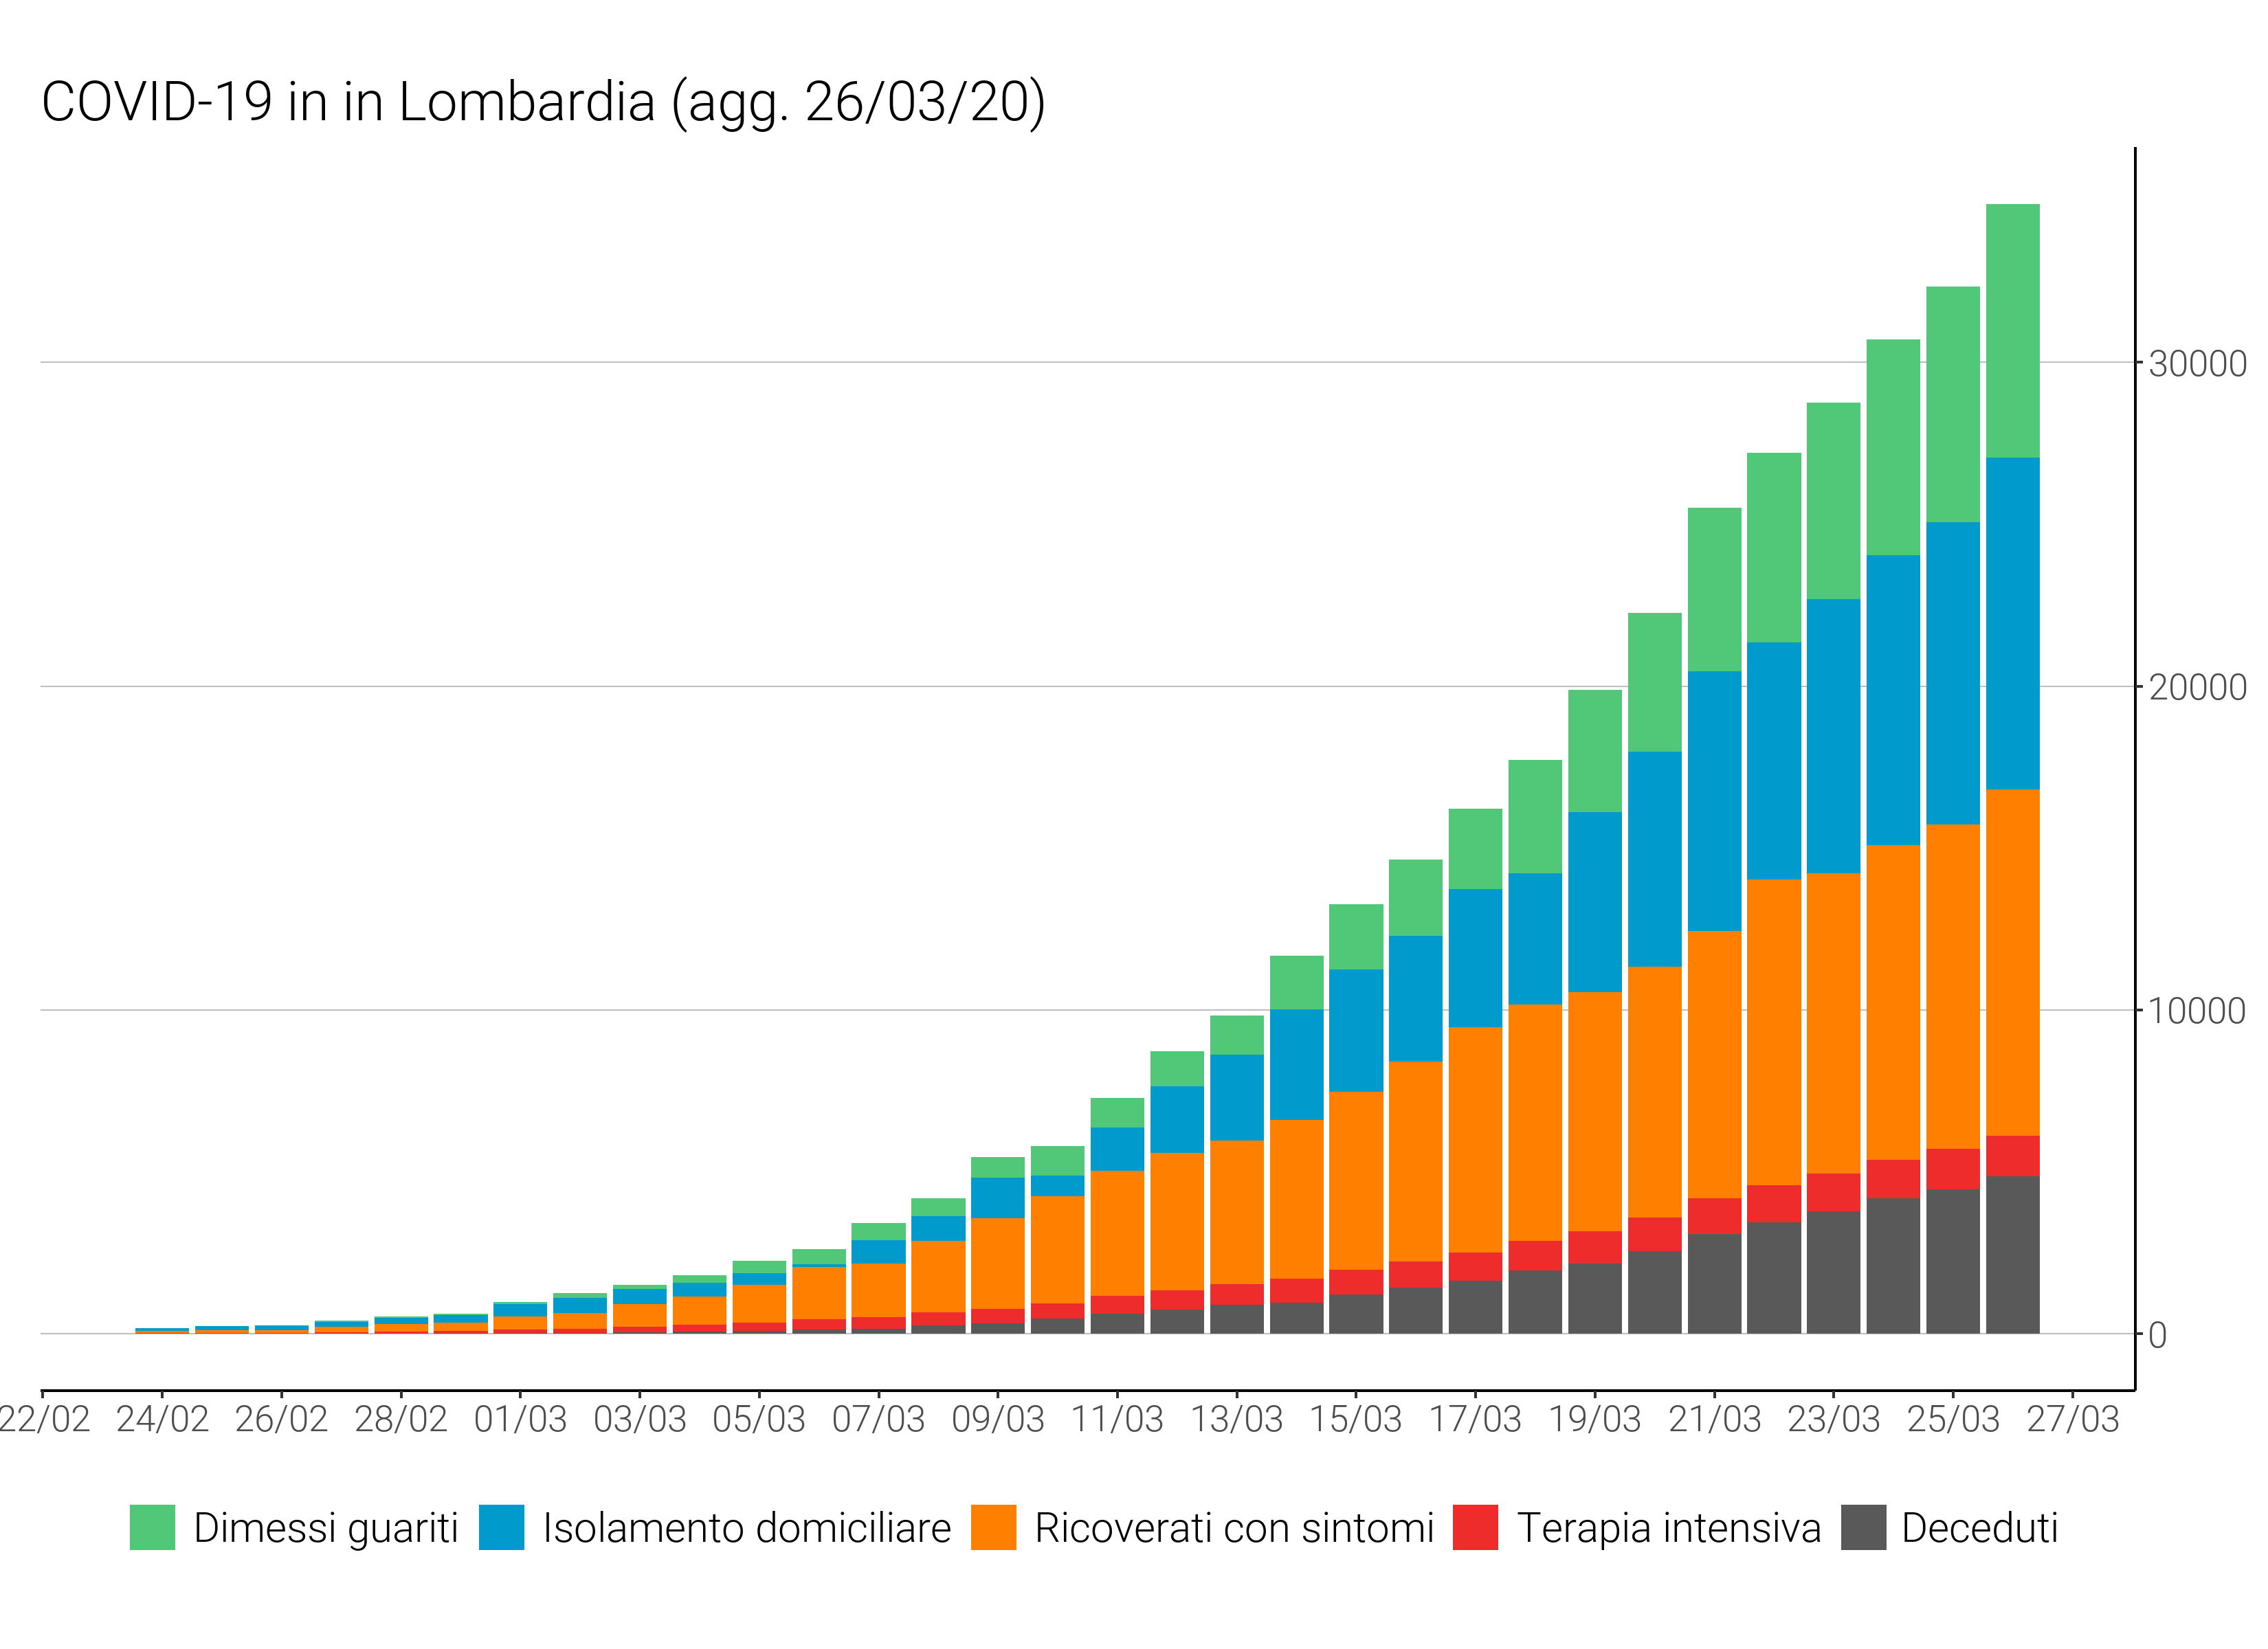 COVID-19 in in Lombardia (agg. 26/03/20)
30000
20000
10000
0
22/02 24/02 26/02 28/02 01/03 03/03 05/03 07/03 09/03 11/03 13/03 15/03 17/03 19/03 21/03 23/03 25/03 27/03
Dimessi guariti Isolamento domiciliare Ricoverati con sintomi Terapia intensiva Deceduti